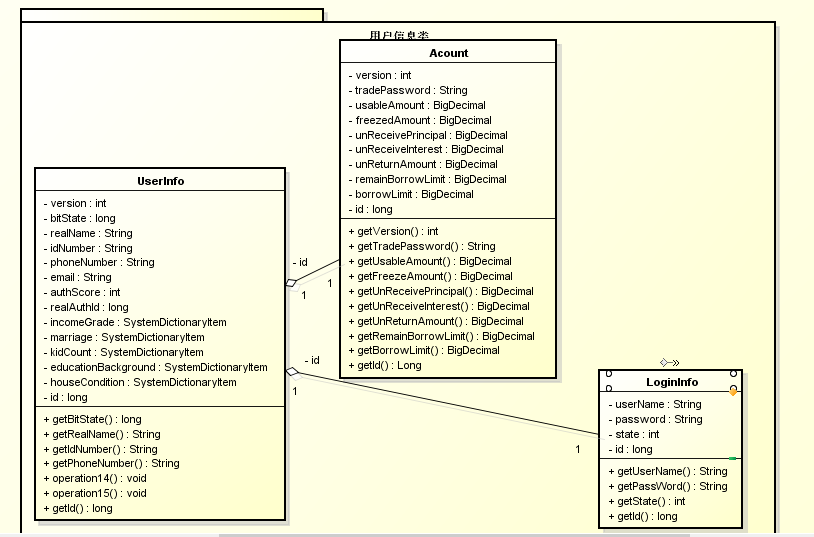 用户信息类
Acount
- version : int
- tradePassword : String
- usableAmount : BigDecimal
- freezedAmount : BigDecimal
- unReceivePrincipal : BigDecimal
- unReceiveInterest : BigDecimal
- unReturnAmount : BigDecimal
- remainBorrowLimit : BigDecimal
- borrowLimit : BigDecimal
- id : long
+ getVersion() : int
+ getTradePassword() : String
+ getUsableAmount() : BigDecimal
+ getFreezeAmount() : BigDecimal
+ getUnReceivePrincipal() : BigDecimal
+ getUnReceiveInterest() : BigDecimal
+ getUnReturnAmount() : BigDecimal
+ getRemainBorrowLimit() : BigDecimal
+ getBorrowLimit() : BigDecimal
+ getId() : Long
UserInfo
- version : int
- bitState : long
- realName : String
- idNumber : String
- phoneNumber : String
- email : String
- authScore : int
- realAuthId : long
- incomeGrade : SystemDictionaryItem
- marriage : SystemDictionaryItem
- kidCount : SystemDictionaryItem
- educationBackground : SystemDictionaryItem
- houseCondition : SystemDictionaryItem
- id : long
+ getBitState() : long
+ getRealName() : String
+ getIdNumber() : String
+ getPhoneNumber() : String
+ operation14() : void
+ operation15() : void
+ getId() : long
- id
1
1
- id
1
1
LoginInfo
- userName : String
- password : String
- state : int
- id : long
+ getUserName() : String
+ getPassWord() : String
+ getState() : int
+ getId() : long